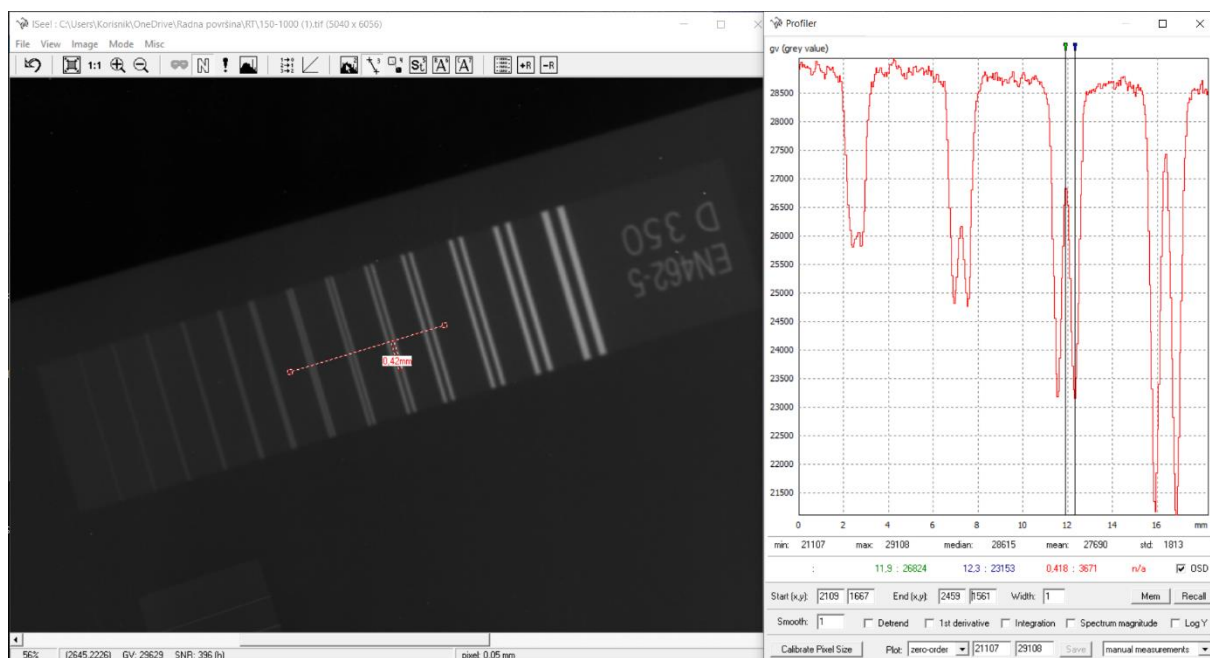 ISee! : C:\Users\Korisnik\OneDrive\Radna površina\RT\150-1000 (1).tif (5040 x 6056)
File View Image Mode Misc
1:1
+R -R
D 350
EN462-5
0,42mm
56% (2645,2226) GV: 29629 SNR: 396 (h) pixel: 0.05 mm
Profiler
gv (grey value)
28500
28000
27500
27000
26500
26000
25500
25000
24500
24000
23500
23000
22500
22000
21500
0 2 4 6 8 10 12 14 16 mm
min: 21107 max: 29108 median: 28615 mean: 27690 std: 1813
: 11,9 : 26824 12,3 : 23153 0,418 : 3671 n/a OSD
Start (x,y): 2109 1667 End (x,y): 2459 1561 Width: 1 Mem Recall
Smooth: 1 Detrend 1st derivative Integration Spectrum magnitude Log Y
Calibrate Pixel Size Plot: zero-order 21107 29108 Save manual measurements